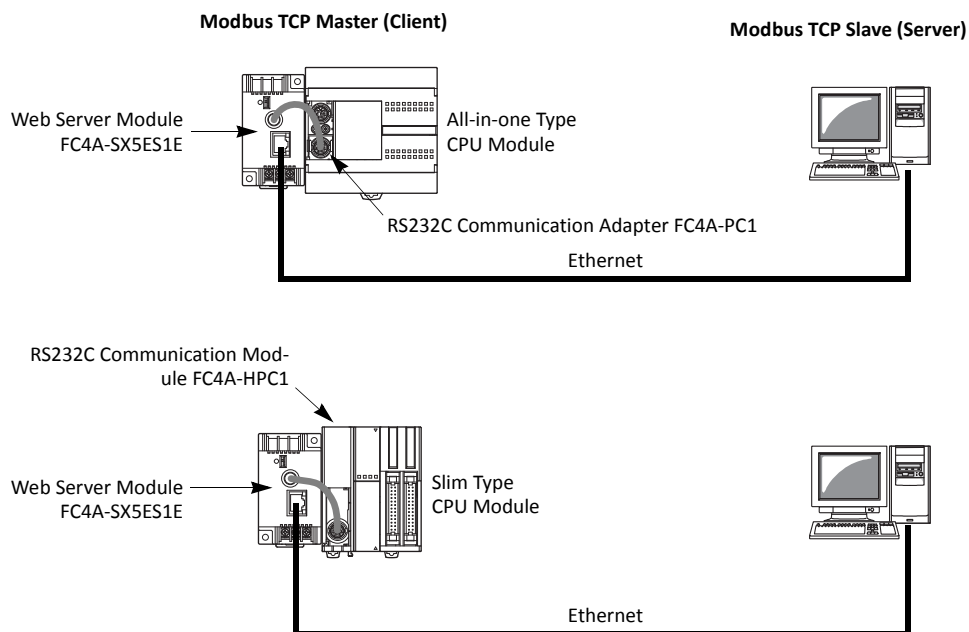 Modbus TCP Master (Client)
Modbus TCP Slave (Server)
Web Server Module
FC4A-SX5ES1E
All-in-one Type
CPU Module
RS232C Communication Adapter FC4A-PC1
Ethernet
RS232C Communication Mod-
ule FC4A-HPC1
Web Server Module
FC4A-SX5ES1E
Slim Type
CPU Module
Ethernet